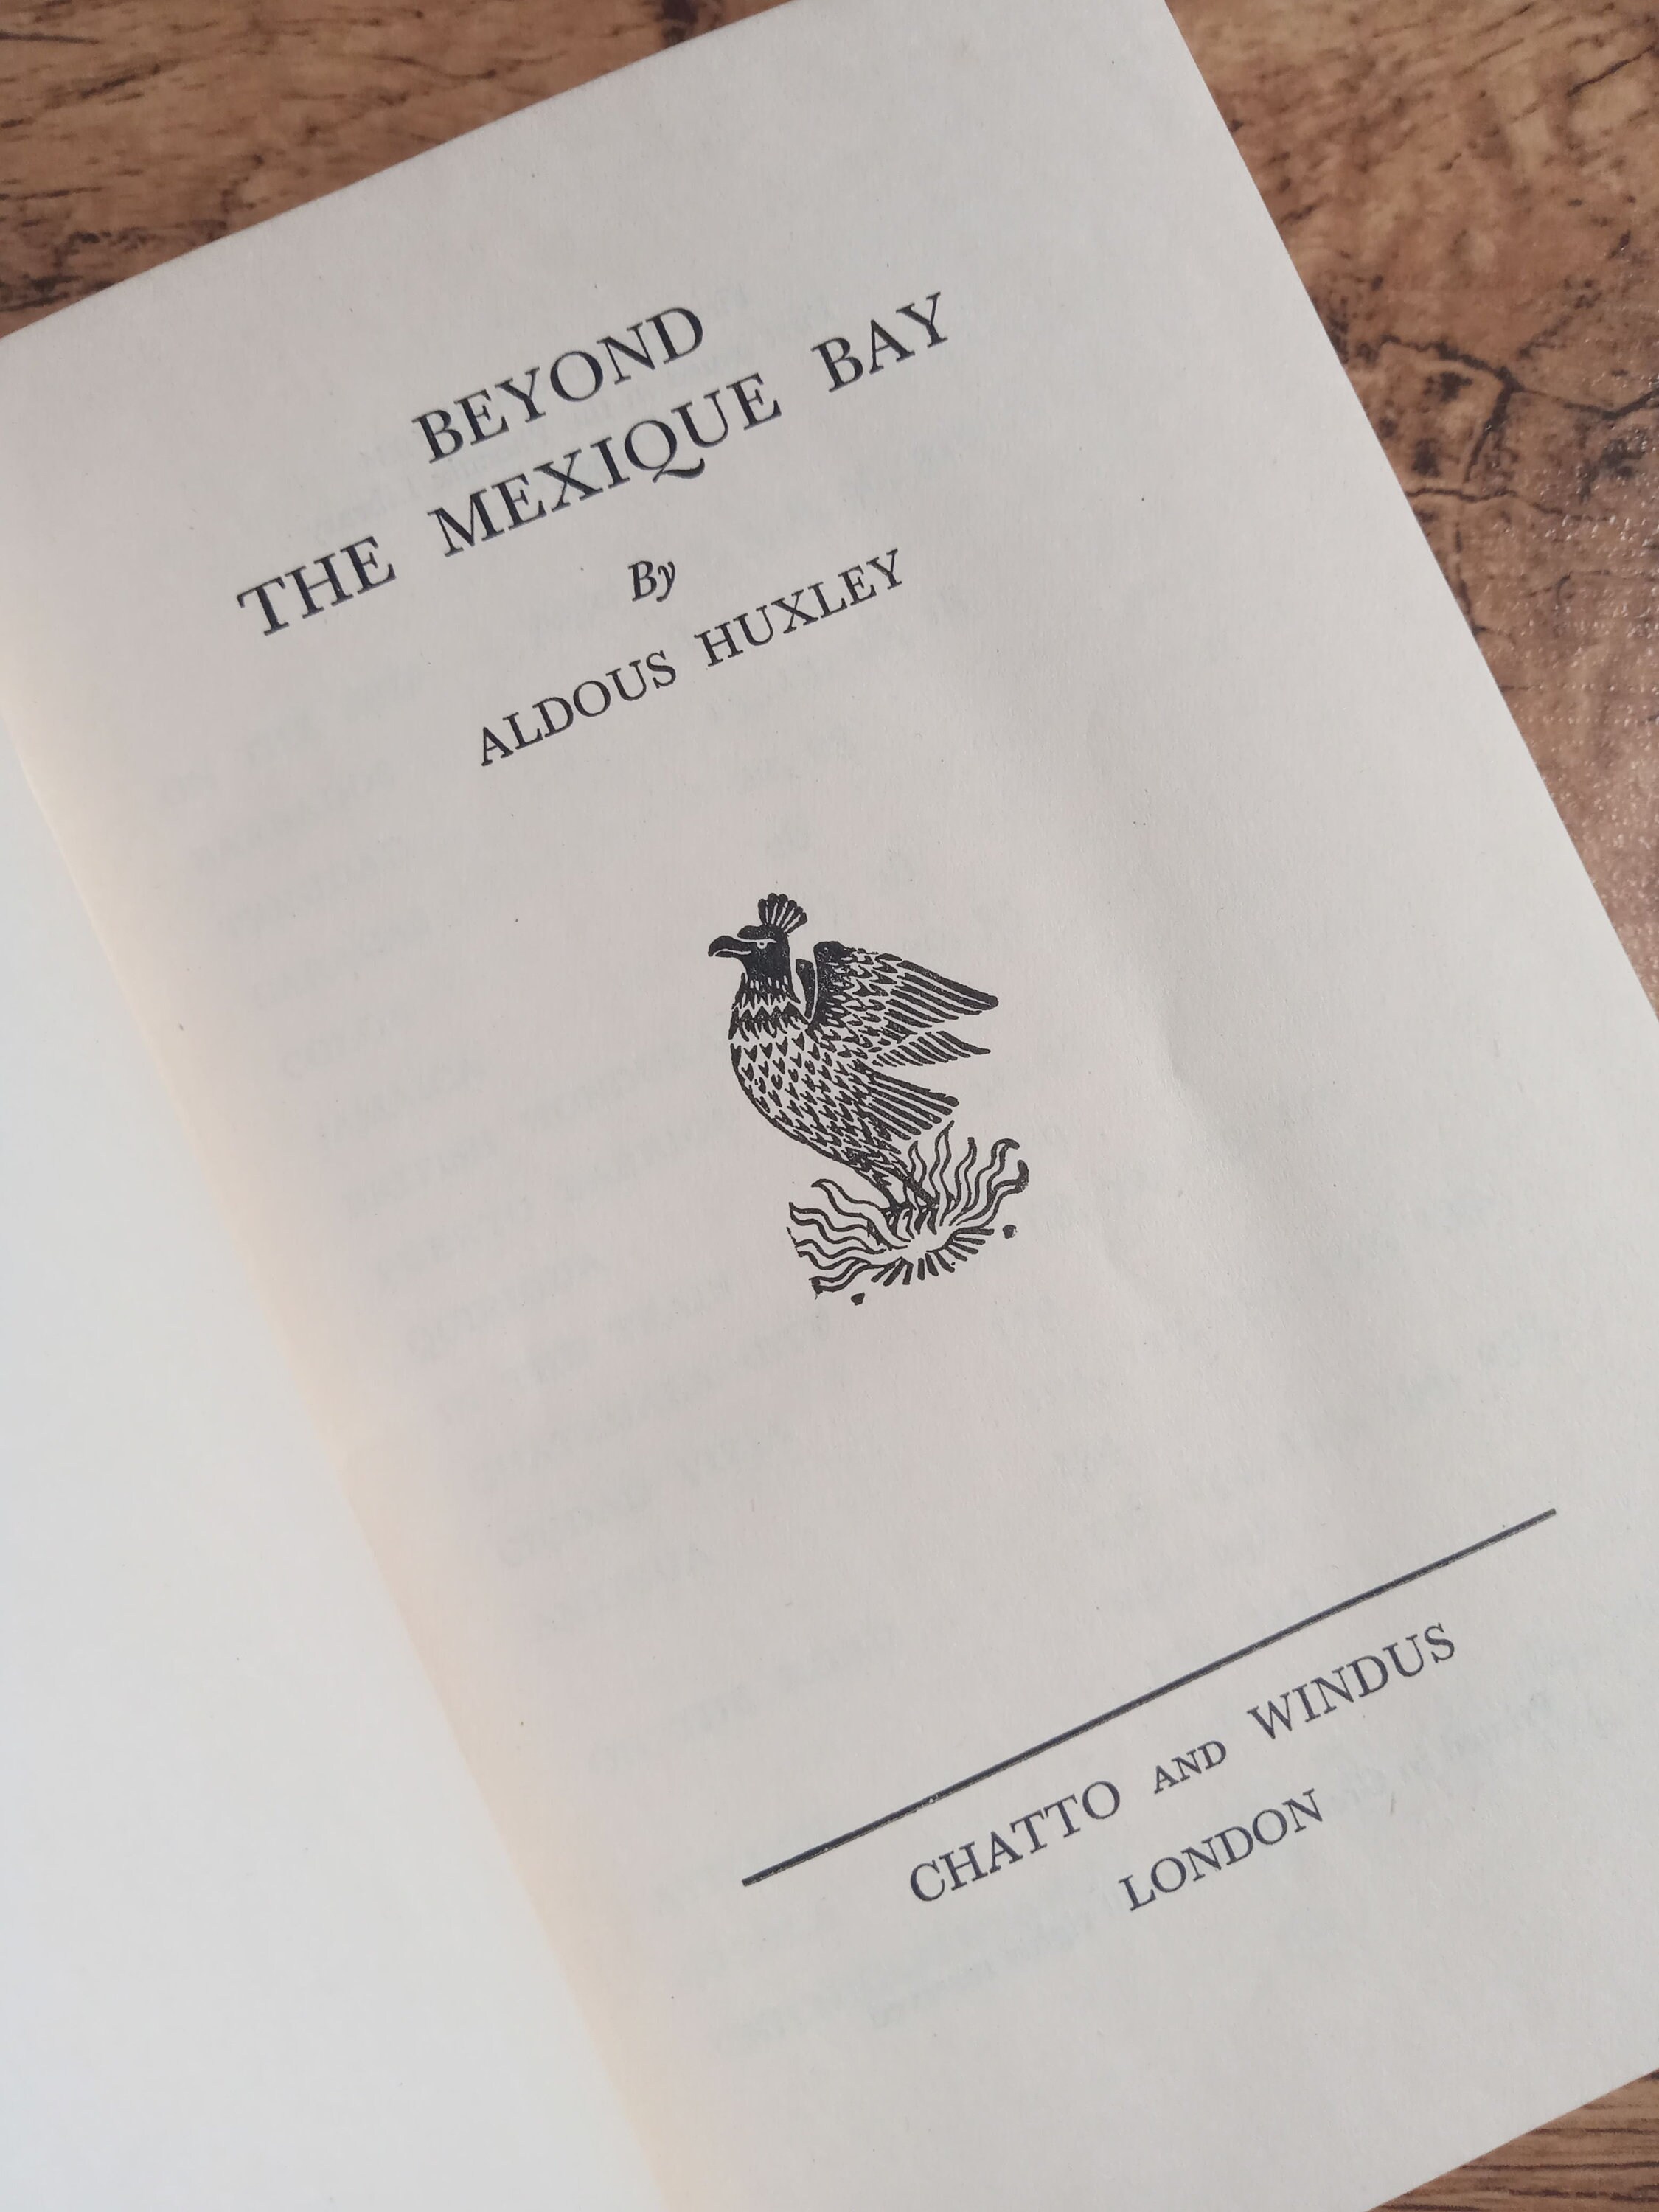 BEYOND
THE MEXIQUE BAY
By
ALDOUS HUXLEY
CHATTO AND WINDUS
LONDON